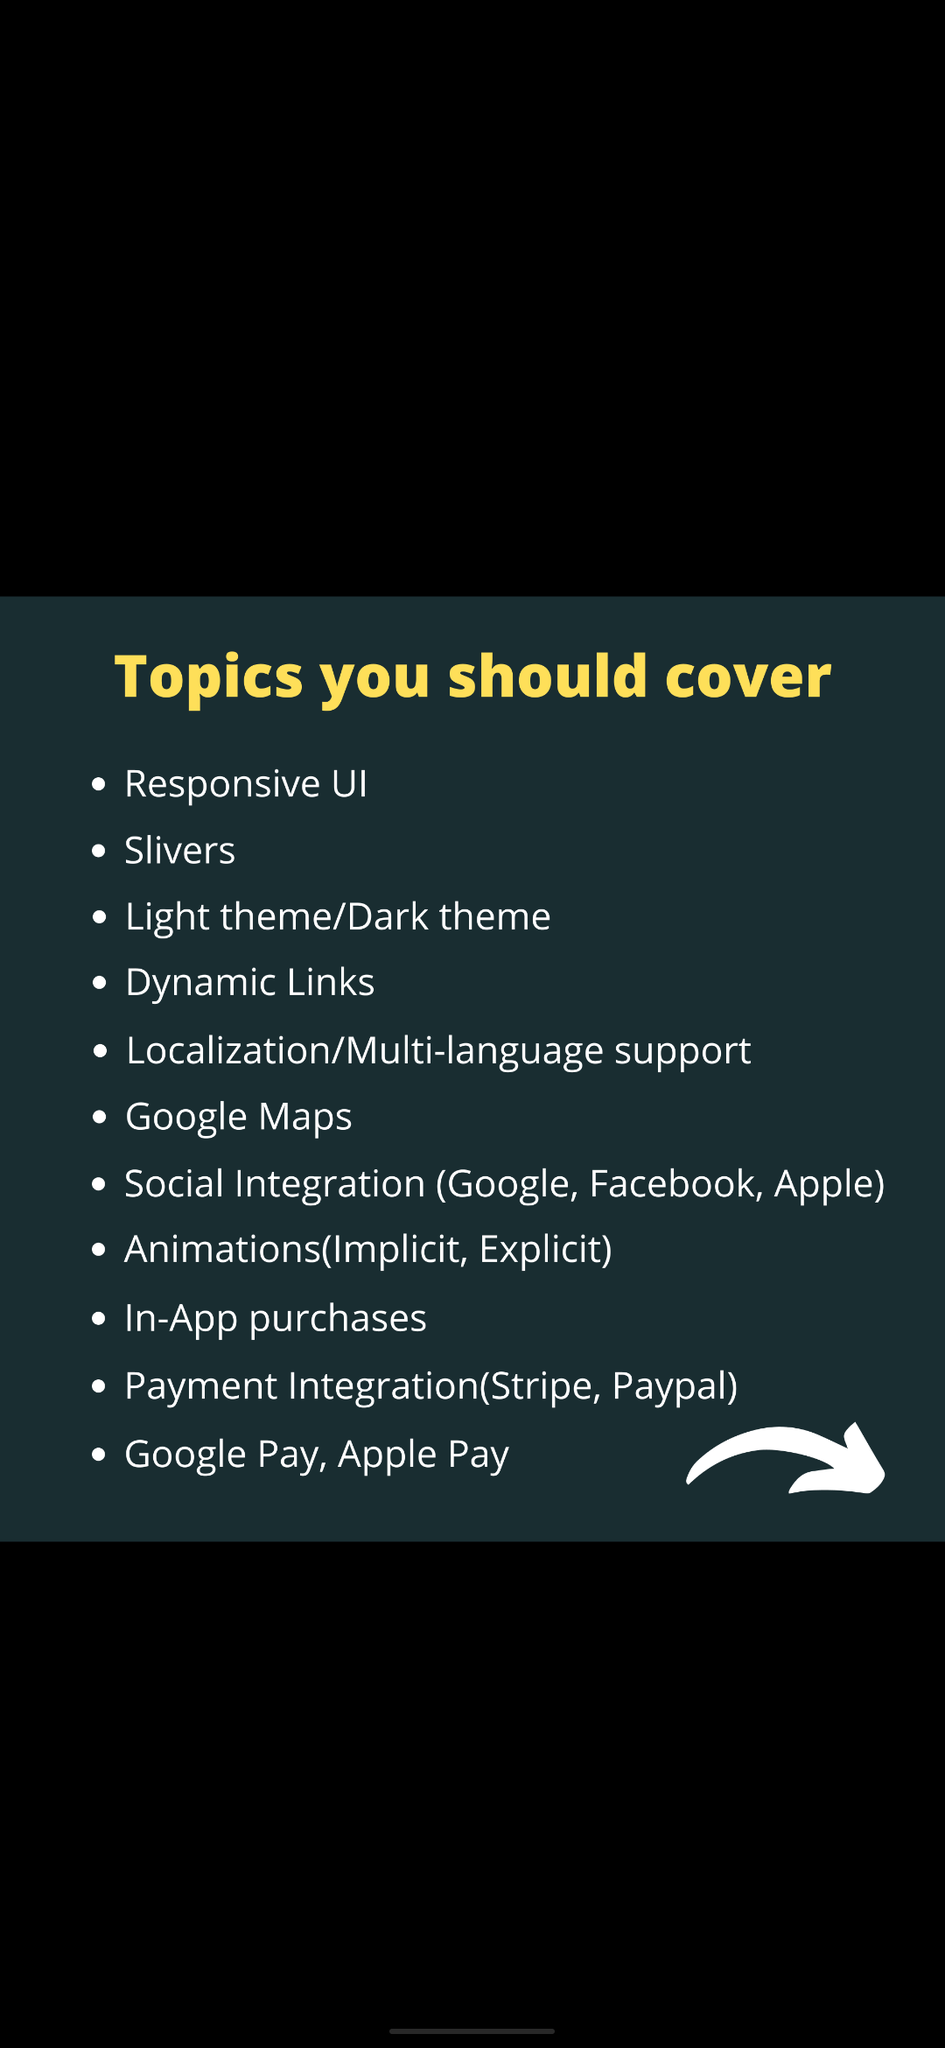 Topics you should cover
• Responsive UI
• Slivers
• Light theme/Dark theme
• Dynamic Links
• Localization/Multi-language support
• Google Maps
• Social Integration (Google, Facebook, Apple)
• Animations(Implicit, Explicit)
• In-App purchases
• Payment Integration(Stripe, Paypal)
• Google Pay, Apple Pay